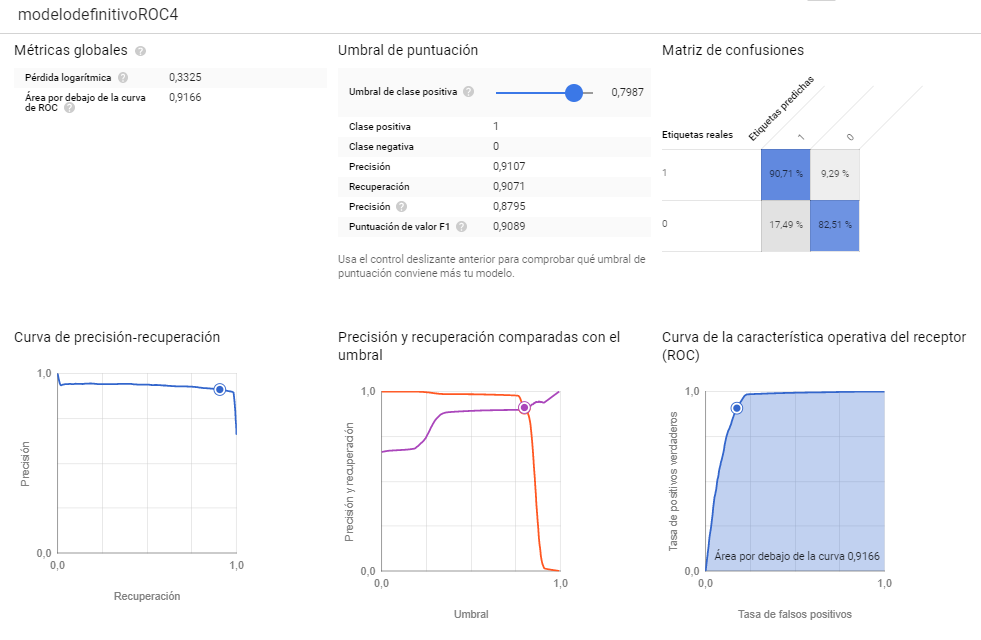 modelodefinitivoROC4
Métricas globales
Pérdida logarítmica 0,3325
Área por debajo de la curva
de ROC 0,9166
Umbral de puntuación
Umbral de clase positiva 0,7987
Clase positiva 1
Clase negativa 0
Precisión 0,9107
Recuperación 0,9071
Precisión 0,8795
Puntuación de valor F1 0,9089
Usa el control deslizante anterior para comprobar qué umbral de
puntuación conviene más tu modelo.
Matriz de confusiones
Etiquetas predichas
Etiquetas reales
1 0
1 90,71 % 9,29 %
0 17,49 % 82,51 %
Curva de precisión-recuperación
1,0
Precisión
0,0
0,0 1,0
Recuperación
Precisión y recuperación comparadas con el
umbral
1,0
Precisión y recuperación
0,0
0,0 1,0
Umbral
Curva de la característica operativa del receptor
(ROC)
1,0
Tasa de positivos verdaderos
Área por debajo de la curva 0,9166
0,0
0,0 1,0
Tasa de falsos positivos